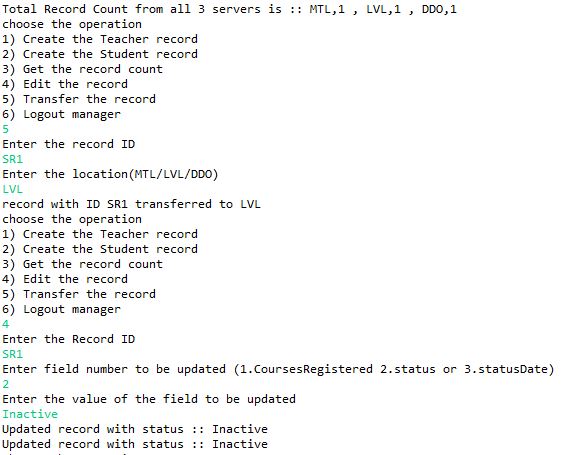 Total Record Count from all 3 servers is :: MTL,1 , LVL,1 , DDO,1
choose the operation
1) Create the Teacher record
2) Create the Student record
3) Get the record count
4) Edit the record
5) Transfer the record
6) Logout manager
5
Enter the record ID
SR1
Enter the location(MTL/LVL/DDO)
LVL
record with ID SR1 transferred to LVL
choose the operation
1) Create the Teacher record
2) Create the Student record
3) Get the record count
4) Edit the record
5) Transfer the record
6) Logout manager
4
Enter the Record ID
SR1
Enter field number to be updated (1.CoursesRegistered 2.status or 3.statusDate)
2
Enter the value of the field to be updated
Inactive
Updated record with status :: Inactive
Updated record with status :: Inactive